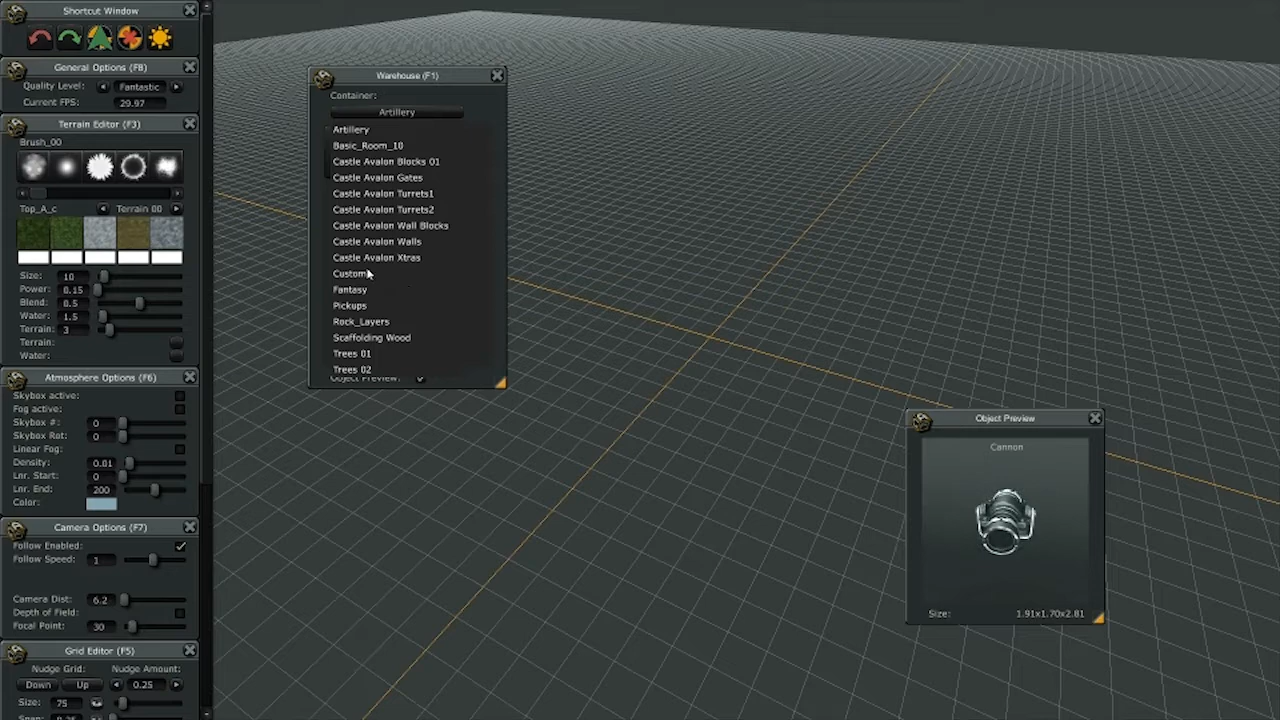 Shortcut Window
General Options (F8)
Quality Level: Fantastic
Current FPS: 29.97
Terrain Editor (F3)
Brush_00
Top_A_c Terrain 00
Size: 10
Power: 0.15
Blend: 0.5
Water: 1.5
Terrain: 3
Terrain:
Water:
Atmosphere Options (F6)
Skybox active:
Fog active:
Skybox #: 0
Skybox Rot: 0
Linear Fog:
Density: 0.01
Lnr. Start: 0
Lnr. End: 200
Color:
Camera Options (F7)
Follow Enabled:
Follow Speed: 1
Camera Dist: 6.2
Depth of Field:
Focal Point: 30
Grid Editor (F5)
Nudge Grid: Nudge Amount:
Down Up 0.25
Size: 75
Snap: 0.25
Warehouse (F1)
Container:
Artillery
Artillery
Basic_Room_10
Castle Avalon Blocks 01
Castle Avalon Gates
Castle Avalon Turrets1
Castle Avalon Turrets2
Castle Avalon Wall Blocks
Castle Avalon Walls
Castle Avalon Xtras
Custom
Fantasy
Pickups
Rock_Layers
Scaffolding Wood
Trees 01
Trees 02
Object Preview:
Object Preview
Cannon
Size: 1.91x1.70x2.81